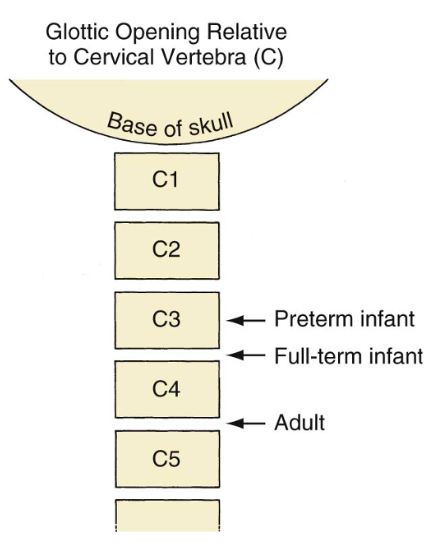 Glottic Opening Relative
to Cervical Vertebra (C)
Base of skull
C1
C2
C3
Preterm infant
Full-term infant
C4
Adult
C5